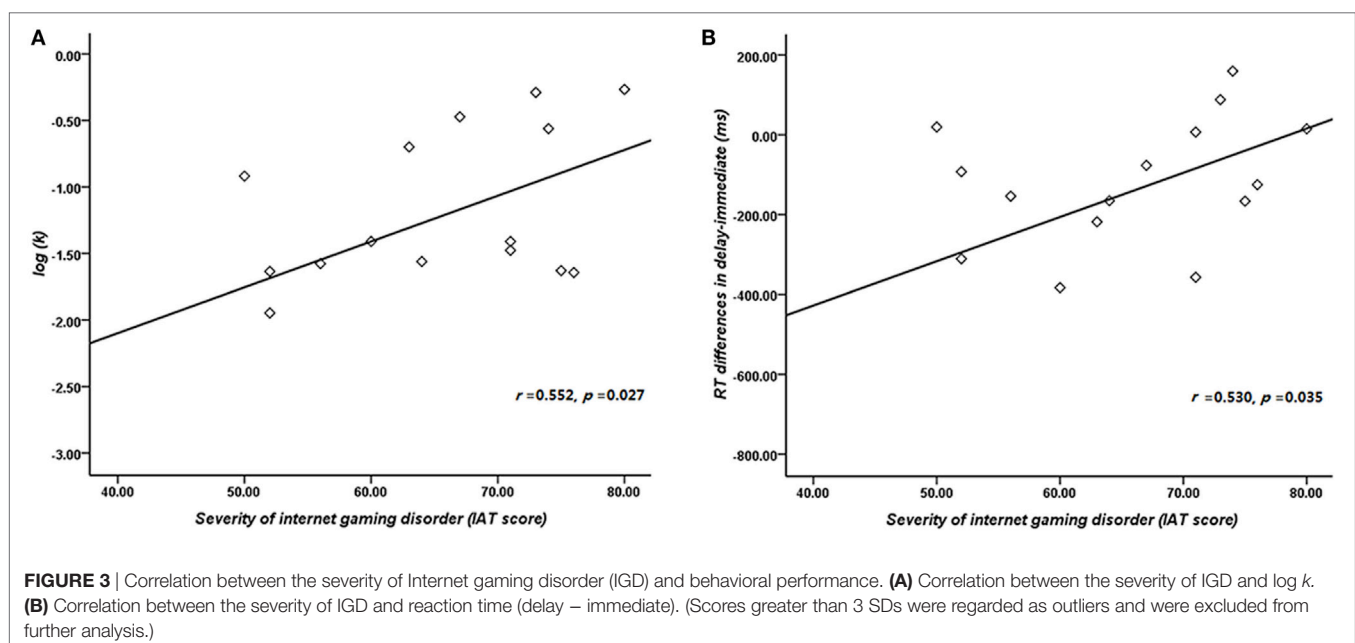 A
0.00
-0.50
-1.00
-1.50
-2.00
-2.50
-3.00
log (k)
r =0.552, p =0.027
40.00 50.00 60.00 70.00 80.00
Severity of internet gaming disorder (IAT score)
B
200.00
0.00
-200.00
-400.00
-600.00
-800.00
RT differences in delay-immediate (ms)
r =0.530, p =0.035
40.00 50.00 60.00 70.00 80.00
Severity of internet gaming disorder (IAT score)
FIGURE 3 | Correlation between the severity of Internet gaming disorder (IGD) and behavioral performance. (A) Correlation between the severity of IGD and log k.
(B) Correlation between the severity of IGD and reaction time (delay – immediate). (Scores greater than 3 SDs were regarded as outliers and were excluded from
further analysis.)